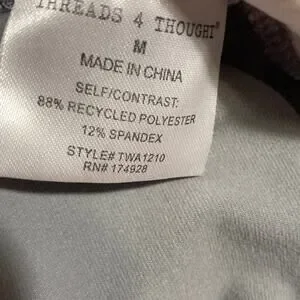 THREADS 4 THOUGHT®
M
MADE IN CHINA
SELF/CONTRAST:
88% RECYCLED POLYESTER
12% SPANDEX
STYLE# TWA1210
RN# 174928